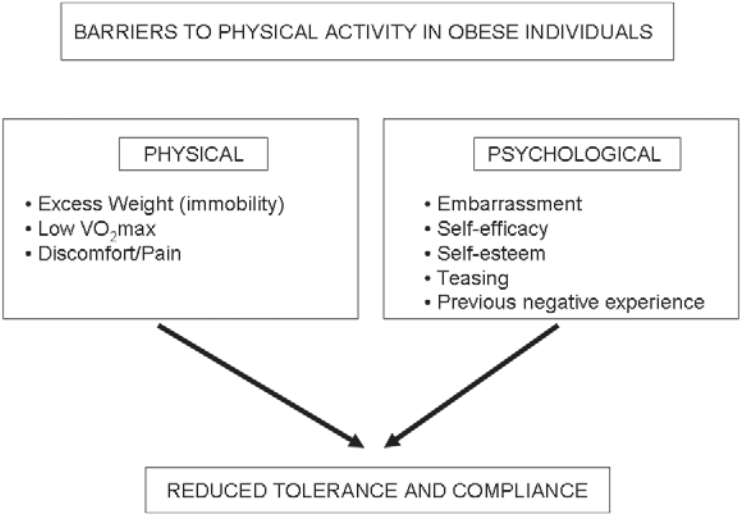 BARRIERS TO PHYSICAL ACTIVITY IN OBESE INDIVIDUALS
PHYSICAL
• Excess Weight (immobility)
• Low VO₂max
• Discomfort/Pain
PSYCHOLOGICAL
• Embarrassment
• Self-efficacy
• Self-esteem
• Teasing
• Previous negative experience
REDUCED TOLERANCE AND COMPLIANCE